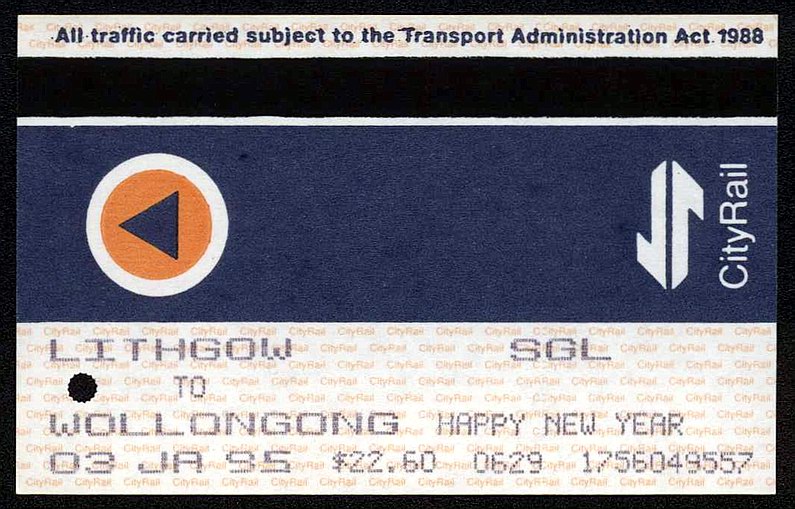 All traffic carried subject to the Transport Administration Act 1988
CityRail
LITHGOW SGL
TO
WOLLONGONG HAPPY NEW YEAR
03 JA 95 $22.60 0629 1756049557